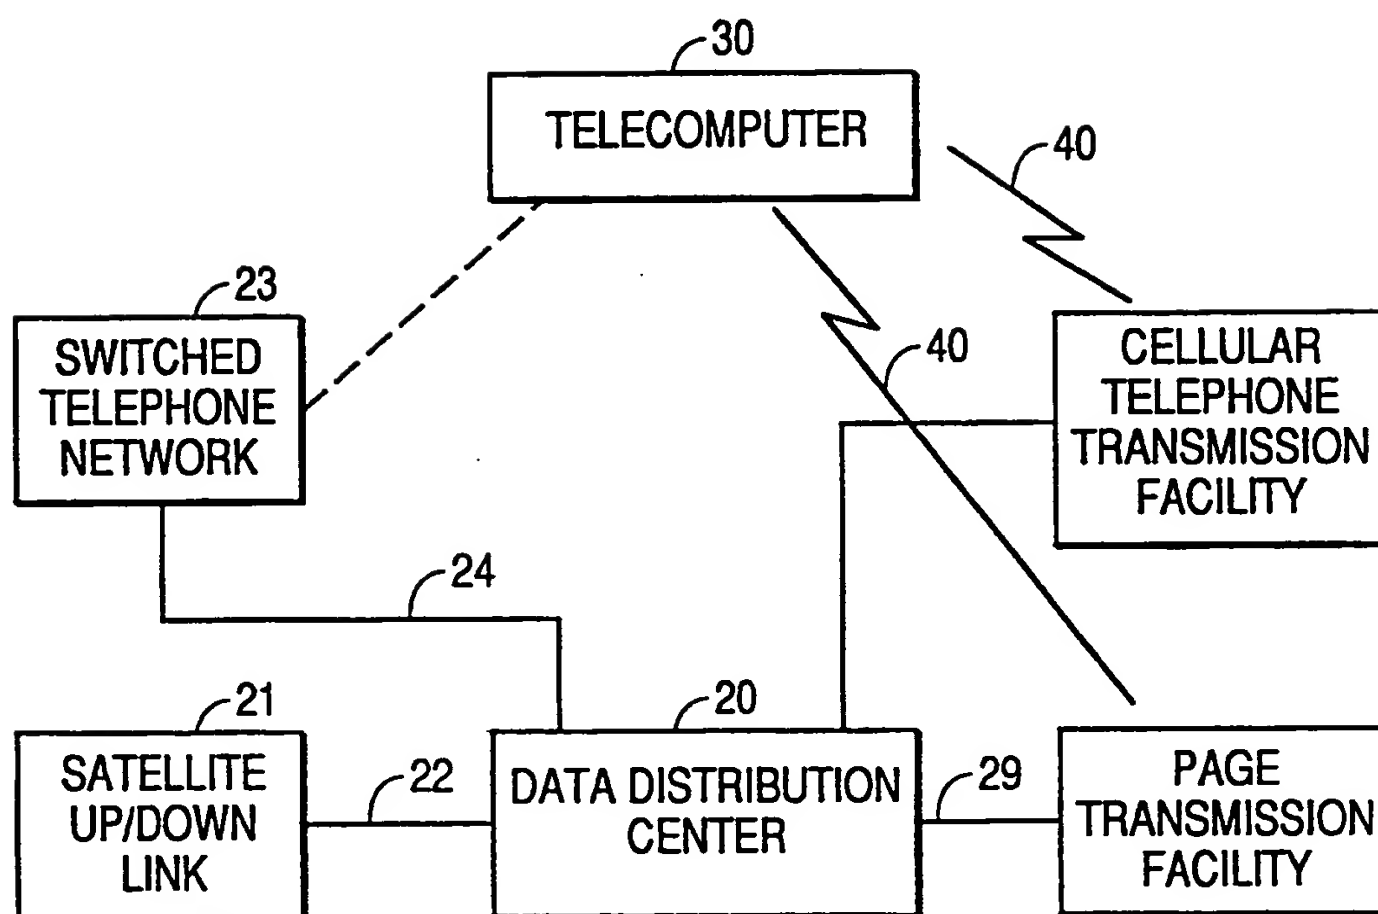 30
TELECOMPUTER
40
23
SWITCHED
TELEPHONE
NETWORK
40
CELLULAR
TELEPHONE
TRANSMISSION
FACILITY
24
21
SATELLITE
UP/DOWN
LINK
22
20
DATA DISTRIBUTION
CENTER
29
PAGE
TRANSMISSION
FACILITY